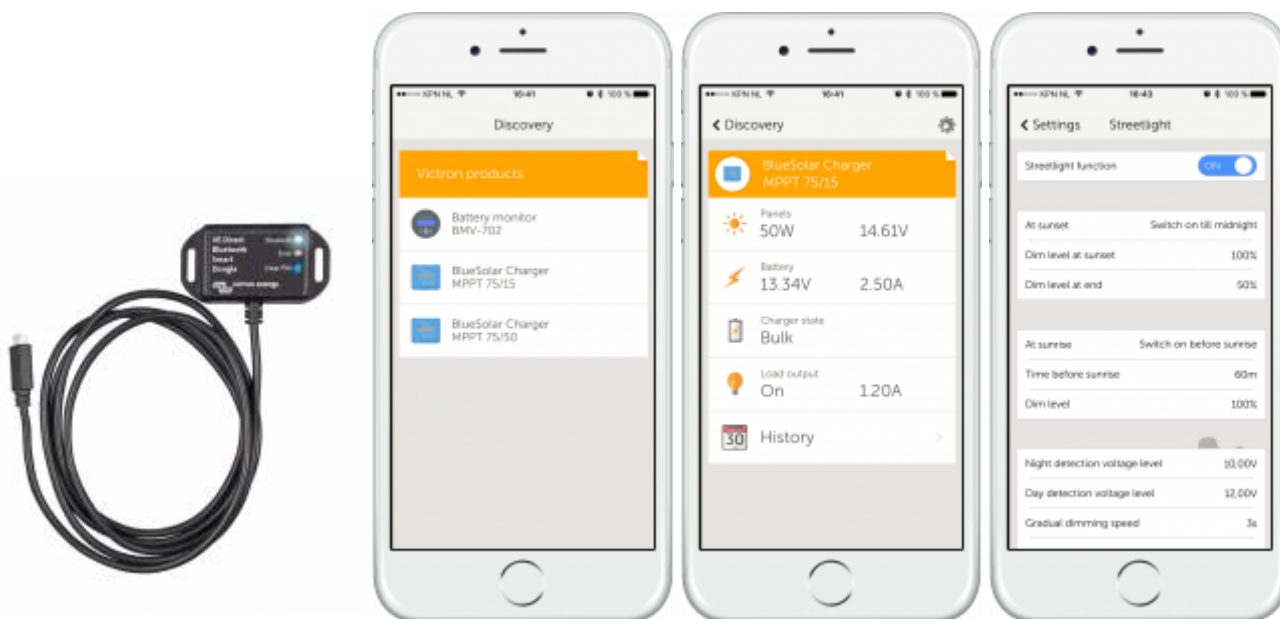 VE.Direct
Bluetooth
Smart
Dongle
Bluetooth
Error
victron energy
KPN NL 16:41 100 %
Discovery
Victron products
Battery monitor
BMV-702
BlueSolar Charger
MPPT 75/15
BlueSolar Charger
MPPT 75/50
KPN NL 16:41 100 %
Discovery
BlueSolar Charger
MPPT 75/15
Panels
50W 14.61V
Battery
13.34V 2.50A
Charger state
Bulk
Load output
On 1.20A
30 History
KPN NL 16:43 100 %
Settings Streetlight
Streetlight function ON
At sunset Switch on till midnight
Dim level at sunset 100%
Dim level at end 50%
At sunrise Switch on before sunrise
Time before sunrise 60m
Dim level 100%
Night detection voltage level 10,00V
Day detection voltage level 12,00V
Gradual dimming speed 3s